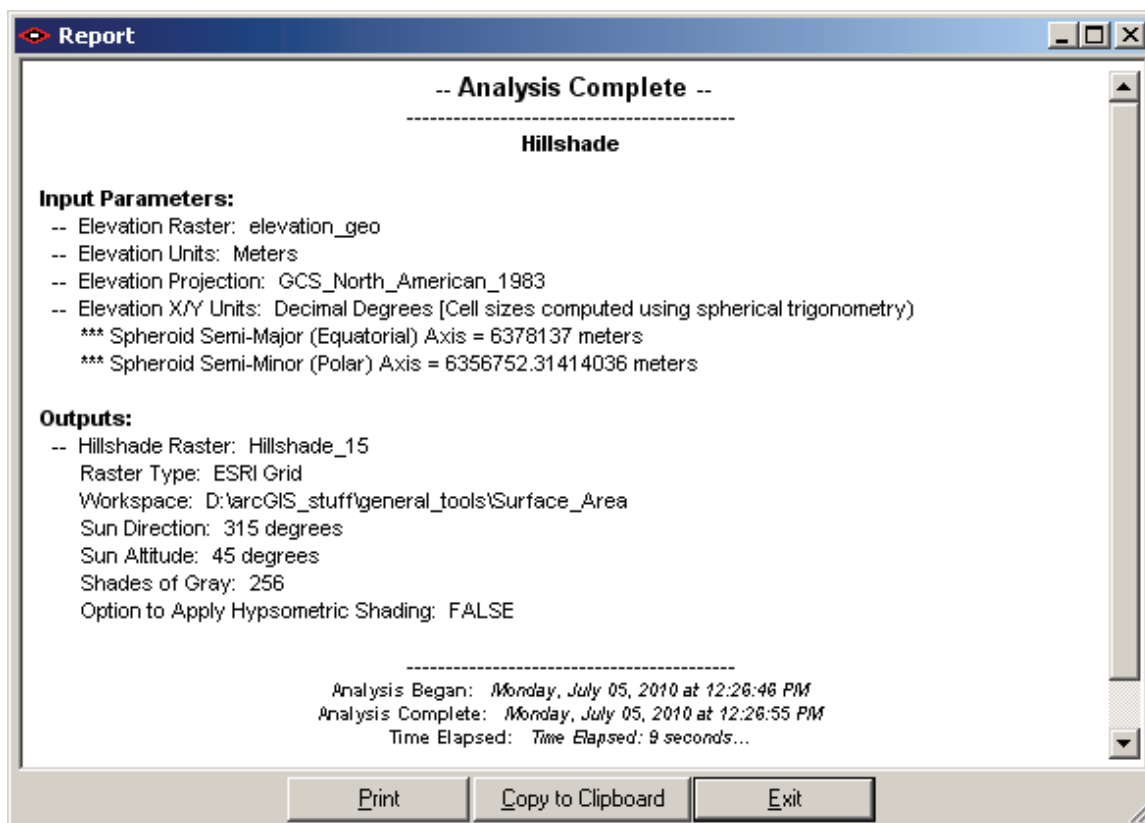 Report
-- Analysis Complete --
-----------------------------------------
Hillshade
Input Parameters:
-- Elevation Raster: elevation_geo
-- Elevation Units: Meters
-- Elevation Projection: GCS_North_American_1983
-- Elevation X/Y Units: Decimal Degrees [Cell sizes computed using spherical trigonometry)
*** Spheroid Semi-Major (Equatorial) Axis = 6378137 meters
*** Spheroid Semi-Minor (Polar) Axis = 6356752.31414036 meters
Outputs:
-- Hillshade Raster: Hillshade_15
Raster Type: ESRI Grid
Workspace: D:\arcGIS_stuff\general_tools\Surface_Area
Sun Direction: 315 degrees
Sun Altitude: 45 degrees
Shades of Gray: 256
Option to Apply Hypsometric Shading: FALSE
-----------------------------------------
Analysis Began: Monday, July 05, 2010 at 12:26:46 PM
Analysis Complete: Monday, July 05, 2010 at 12:26:55 PM
Time Elapsed: Time Elapsed: 9 seconds...
Print Copy to Clipboard Exit